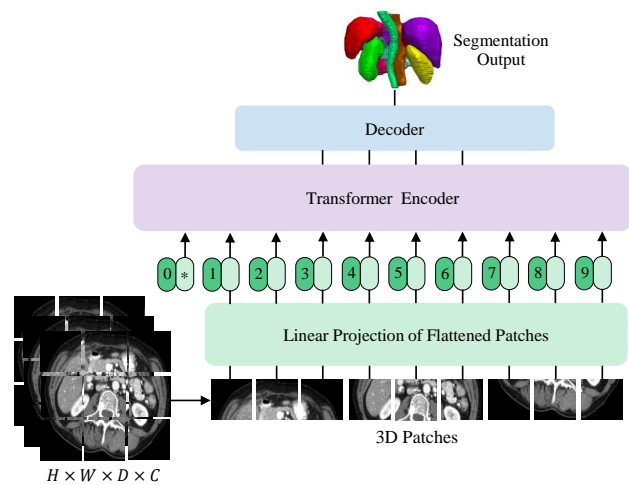 Segmentation
Output
Decoder
Transformer Encoder
0 * 1 2 3 4 5 6 7 8 9
Linear Projection of Flattened Patches
3D Patches
H × W × D × C